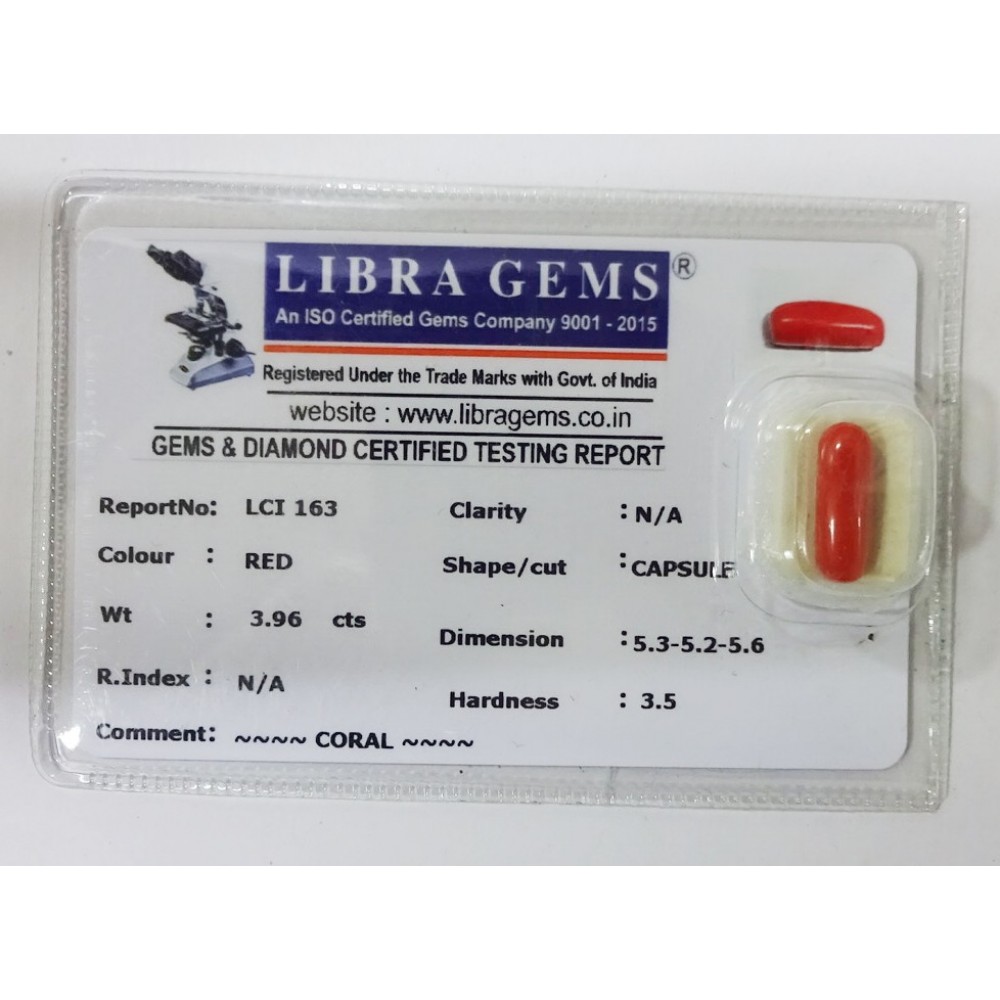 LIBRA GEMS®
An ISO Certified Gems Company 9001 - 2015
Registered Under the Trade Marks with Govt. of India
website : www.libragems.co.in
GEMS & DIAMOND CERTIFIED TESTING REPORT
ReportNo: LCI 163 Clarity : N/A
Colour : RED Shape/cut : CAPSULE
Wt : 3.96 cts Dimension : 5.3-5.2-5.6
R.Index : N/A Hardness : 3.5
Comment: ~~~~ CORAL ~~~~